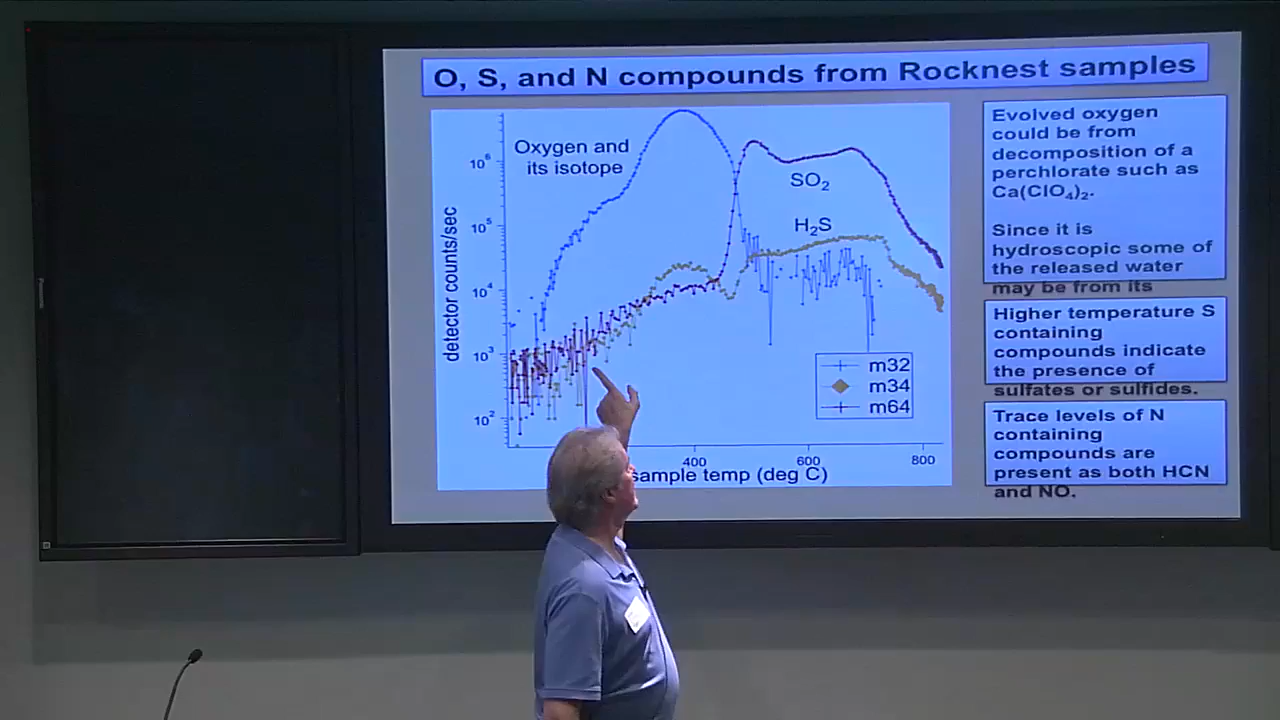 O, S, and N compounds from Rocknest samples
Oxygen and
its isotope
SO₂
H₂S
detector counts/sec
10⁶
10⁵
10⁴
10³
10²
m32
m34
m64
400
600
800
sample temp (deg C)
Evolved oxygen
could be from
decomposition of a
perchlorate such as
Ca(ClO₄)₂.
Since it is
hydroscopic some of
the released water
may be from its
Higher temperature S
containing
compounds indicate
the presence of
sulfates or sulfides.
Trace levels of N
containing
compounds are
present as both HCN
and NO.